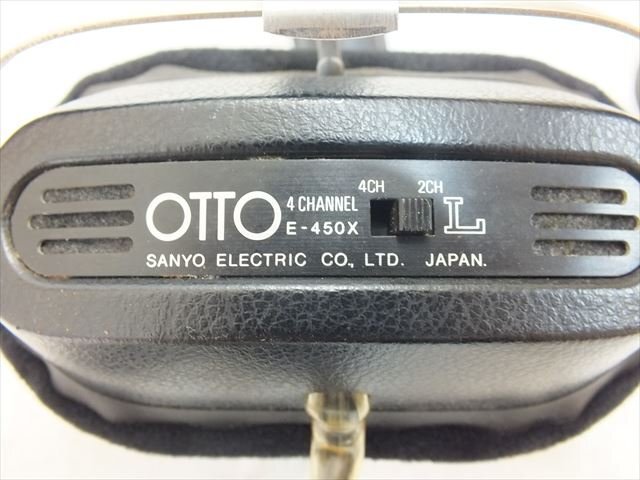 OTTO 4 CHANNEL E-450X
4CH 2CH L
SANYO ELECTRIC CO., LTD. JAPAN.